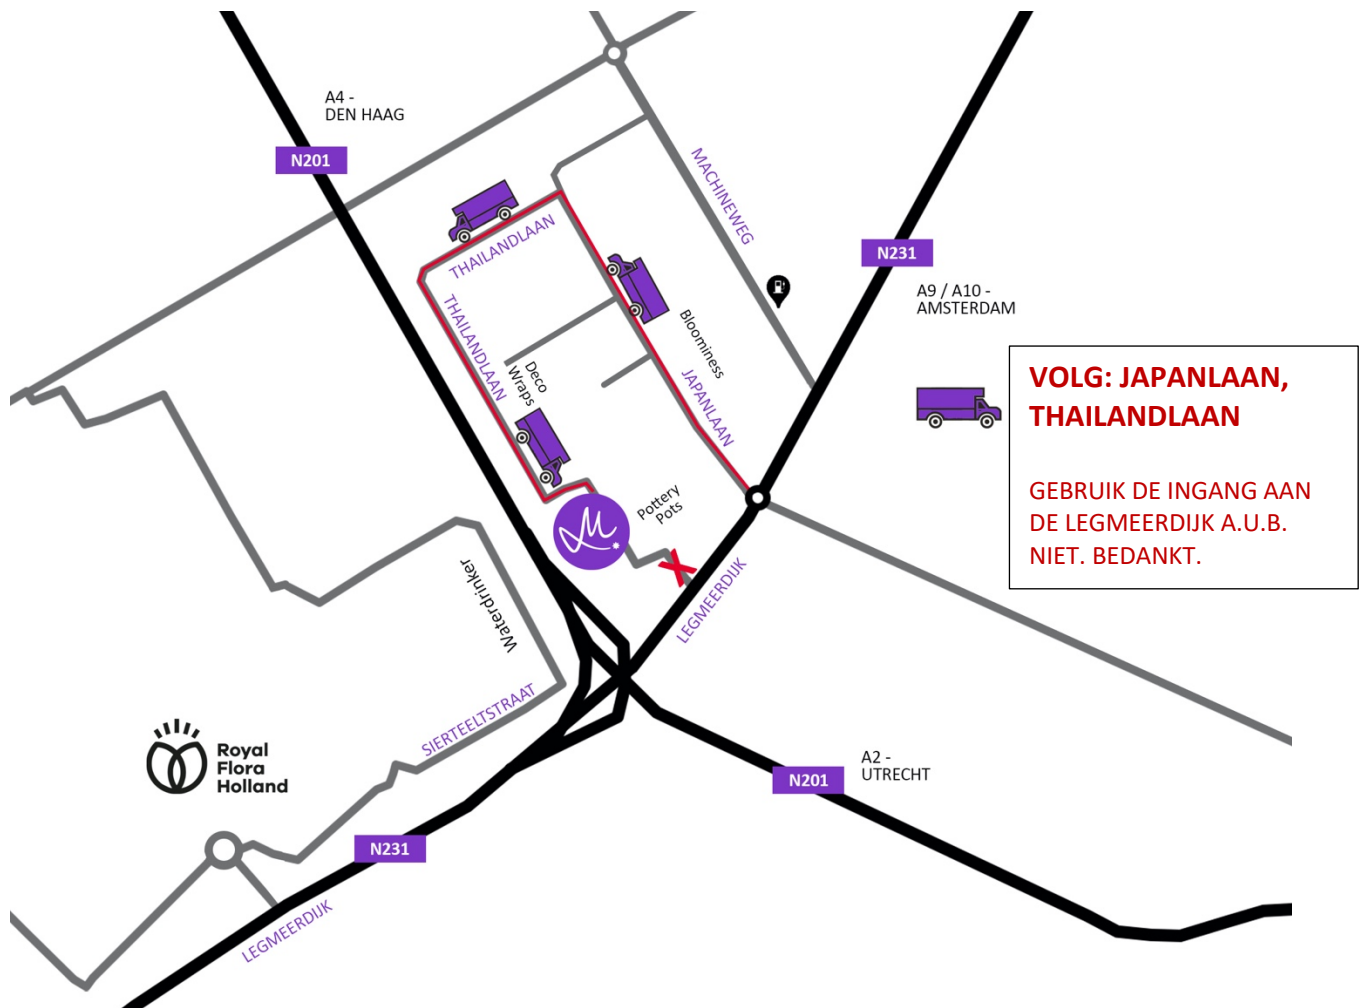 A4 -
DEN HAAG
N201
MACHINEWEG
THAILANDLAAN
N231
A9 / A10 -
AMSTERDAM
THAILANDLAAN
Bloominess
Deco
Wraps
JAPANLAAN
VOLG: JAPANLAAN,
THAILANDLAAN
GEBRUIK DE INGANG AAN
DE LEGMEERDIJK A.U.B.
NIET. BEDANKT.
Pottery
Pots
M
LEGMEERDIJK
Waterdrinker
SIERTEELTSTRAAT
Royal
Flora
Holland
A2 -
UTRECHT
N201
N231
LEGMEERDIJK